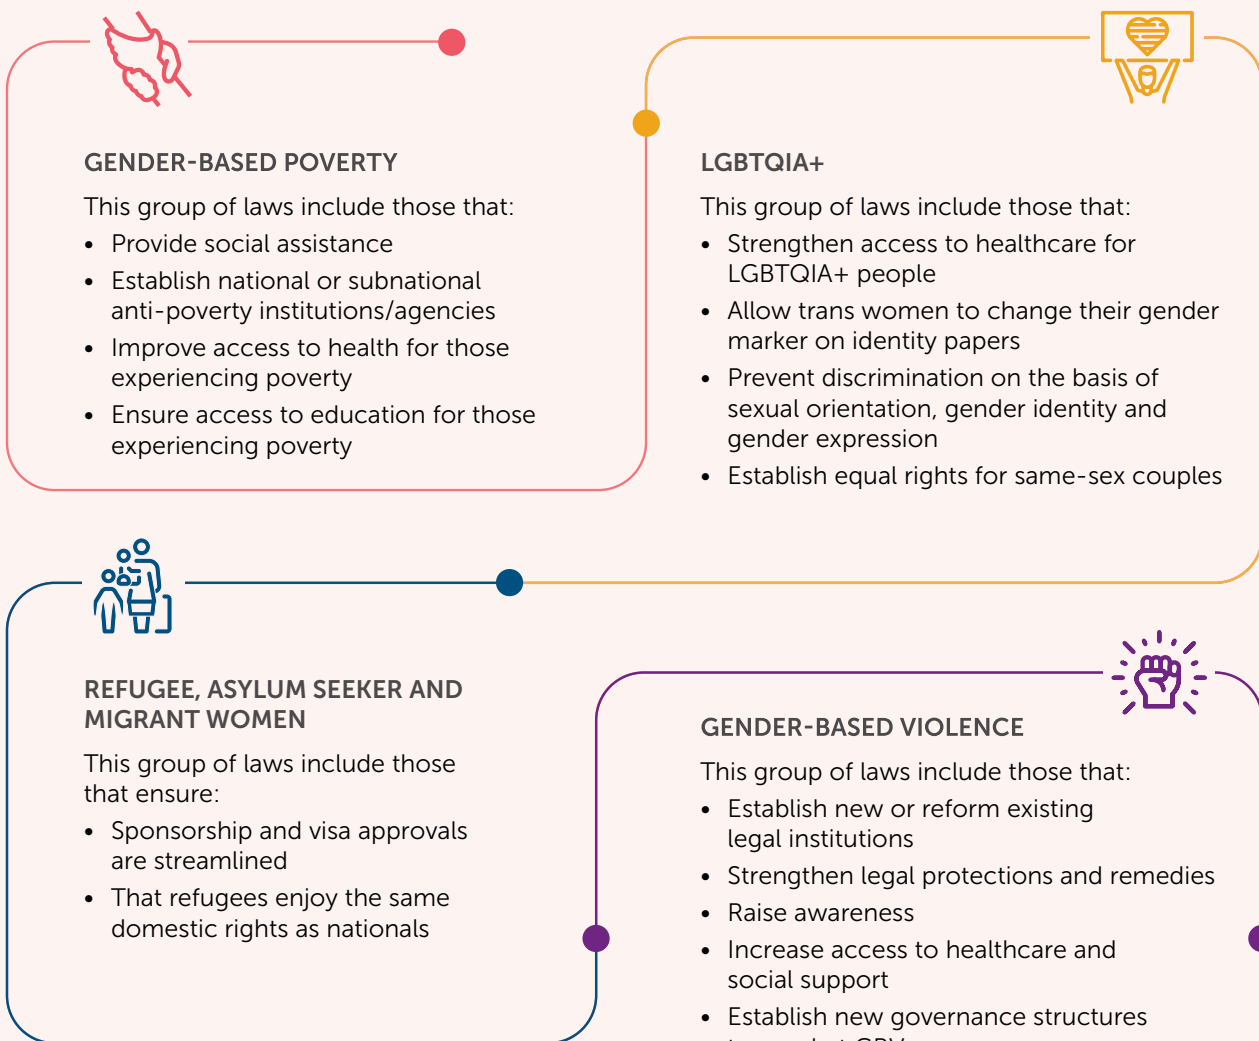 GENDER-BASED POVERTY
This group of laws include those that:
• Provide social assistance
• Establish national or subnational
anti-poverty institutions/agencies
• Improve access to health for those
experiencing poverty
• Ensure access to education for those
experiencing poverty
LGBTQIA+
This group of laws include those that:
• Strengthen access to healthcare for
LGBTQIA+ people
• Allow trans women to change their gender
marker on identity papers
• Prevent discrimination on the basis of
sexual orientation, gender identity and
gender expression
• Establish equal rights for same-sex couples
REFUGEE, ASYLUM SEEKER AND
MIGRANT WOMEN
This group of laws include those
that ensure:
• Sponsorship and visa approvals
are streamlined
• That refugees enjoy the same
domestic rights as nationals
GENDER-BASED VIOLENCE
This group of laws include those that:
• Establish new or reform existing
legal institutions
• Strengthen legal protections and remedies
• Raise awareness
• Increase access to healthcare and
social support
• Establish new governance structures